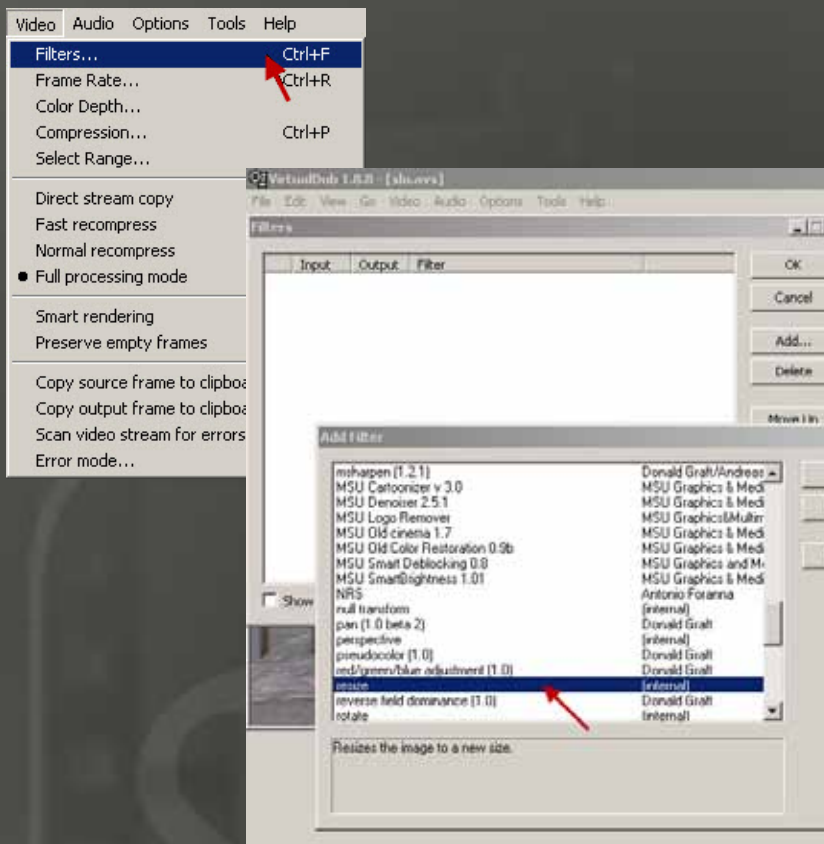 Video Audio Options Tools Help
Filters... Ctrl+F
Frame Rate... Ctrl+R
Color Depth...
Compression... Ctrl+P
Select Range...
Direct stream copy
Fast recompress
Normal recompress
Full processing mode
Smart rendering
Preserve empty frames
Copy source frame to clipboa
Copy output frame to clipboa
Scan video stream for errors
Error mode...
VirtualDub 1.8.8 - [shs.avs]
File Edit View Go Video Audio Options Tools Help
Filters
Input Output Filter
OK
Cancel
Add...
Delete
Move Up
Show
Add Filter
msharpen (1.2.1) Donald Graft/Andreas
MSU Cartoonizer v 3.0 MSU Graphics & Medi
MSU Denoiser 2.5.1 MSU Graphics & Medi
MSU Logo Remover MSU Graphics&Multim
MSU Old cinema 1.7 MSU Graphics & Medi
MSU Old Color Restoration 0.9b MSU Graphics & Medi
MSU Smart Deblocking 0.8 MSU Graphics and M
MSU SmartBrightness 1.01 MSU Graphics & Medi
NRS Antonio Foranna
null transform (internal)
pan (1.0 beta 2) Donald Graft
perspective (internal)
pseudocolor (1.0) Donald Graft
red/green/blue adjustment (1.0) Donald Graft
resize (internal)
reverse field dominance (1.0) Donald Graft
rotate (internal)
Resizes the image to a new size.